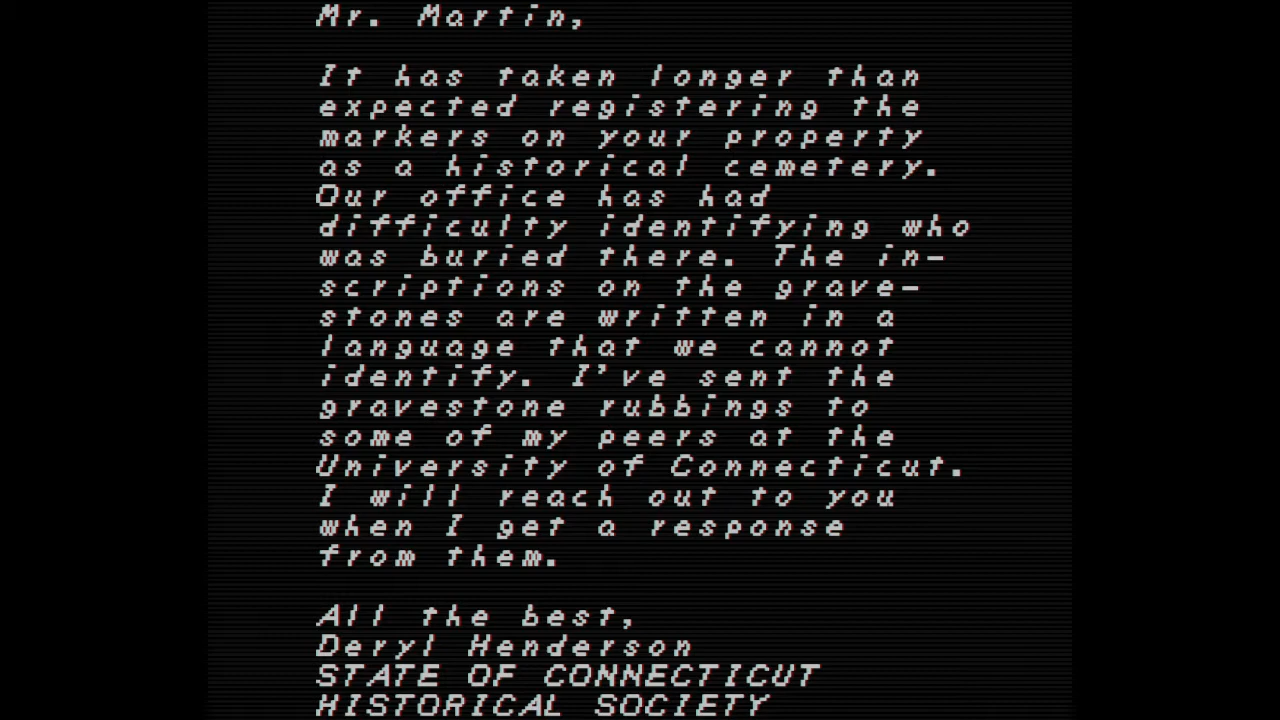 Mr. Martin,
It has taken longer than
expected registering the
markers on your property
as a historical cemetery.
Our office has had
difficulty identifying who
was buried there. The in-
scriptions on the grave-
stones are written in a
language that we cannot
identify. I've sent the
gravestone rubbings to
some of my peers at the
University of Connecticut.
I will reach out to you
when I get a response
from them.
All the best,
Deryl Henderson
STATE OF CONNECTICUT
HISTORICAL SOCIETY